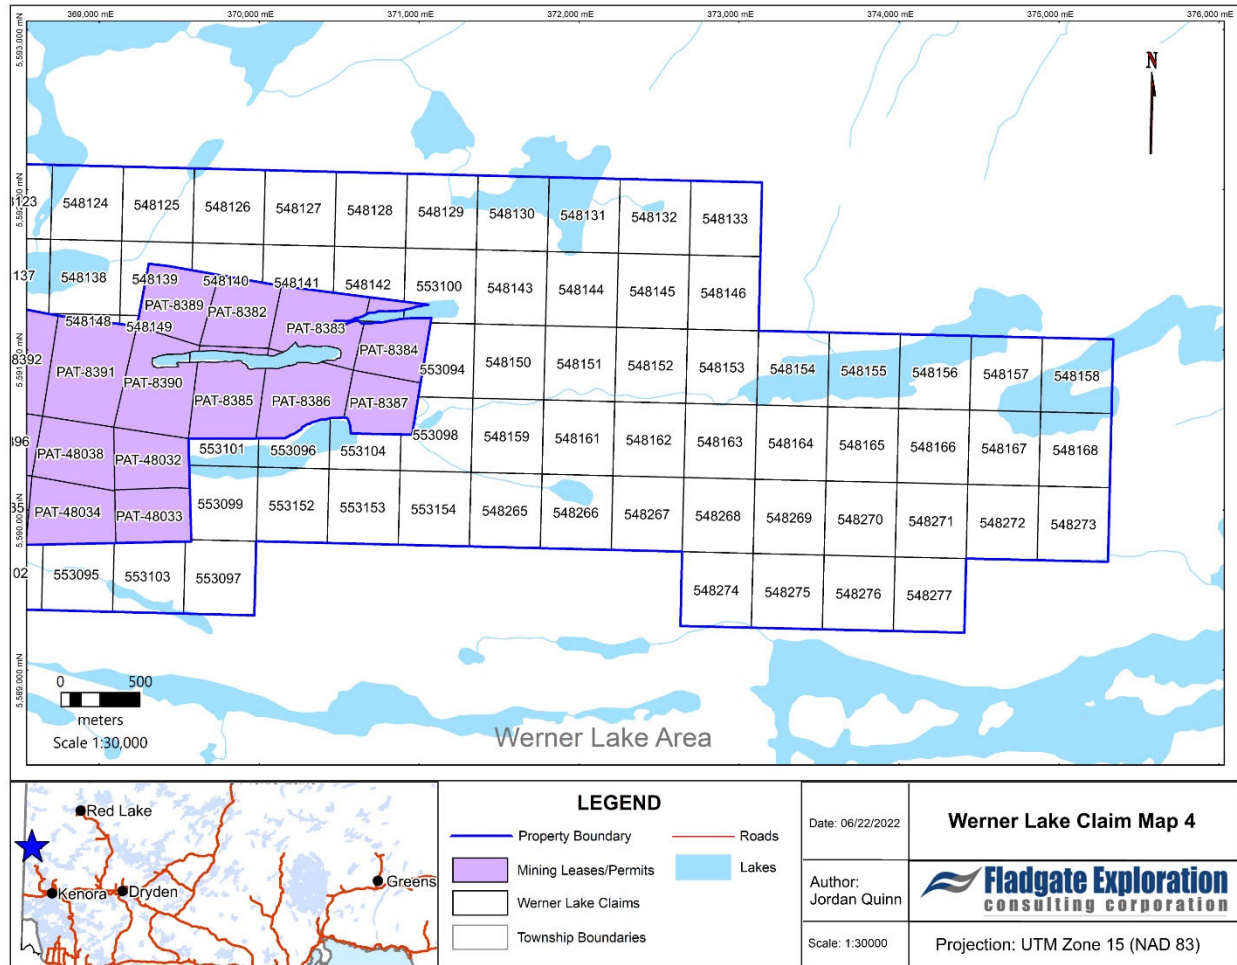 369,000 mE 370,000 mE 371,000 mE 372,000 mE 373,000 mE 374,000 mE 375,000 mE 376,000 mE
5,593,000 mN
N
548124 548125 548126 548127 548128 548129 548130 548131 548132 548133
137 548138 548139 548140 548141 548142 553100 548143 548144 548145 548146
PAT-8389 PAT-8382 PAT-8383
548148 548149
8392 PAT-8391 PAT-8390 PAT-8384 553094 548150 548151 548152 548153 548154 548155 548156 548157 548158
PAT-8385 PAT-8386 PAT-8387
553101 553096 553104 553098 548159 548161 548162 548163 548164 548165 548166 548167 548168
PAT-48038 PAT-48032
PAT-48034 PAT-48033 553099 553152 553153 553154 548265 548266 548267 548268 548269 548270 548271 548272 548273
02 553095 553103 553097 548274 548275 548276 548277
5,589,000 mN
0 500
meters
Scale 1:30,000
Werner Lake Area
Red Lake
Kenora
Dryden
Greens
LEGEND
Property Boundary
Roads
Mining Leases/Permits
Lakes
Werner Lake Claims
Township Boundaries
Date: 06/22/2022
Werner Lake Claim Map 4
Author:
Jordan Quinn
Fladgate Exploration
consulting corporation
Scale: 1:30000
Projection: UTM Zone 15 (NAD 83)